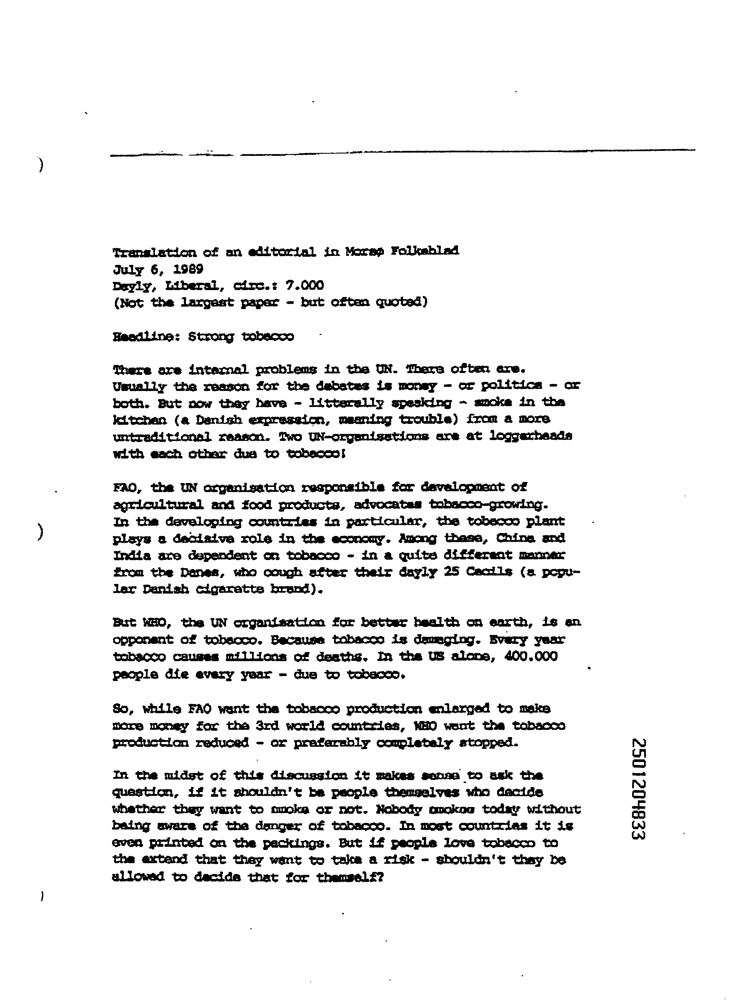 Translation of an editorial in Morsø Folkeblad
July 6, 1989
Dayly, Liberal, circ.: 7.000
(Not the largest paper - but often quoted)
Headline: Strong tobacco
There are internal problems in the UN. There often are.
Usually the reason for the debates is money - or politics - or
both. But now they have - litterally speaking - smoke in the
kitchen (a Danish expression, meaning trouble) from a more
untraditional reason. Two UN-organisations are at loggerheads
with each other due to tobacco!
FAO, the UN organisation responsible for development of
agricultural and food products, advocates tobacco-growing.
In the developing countries in particular, the tobacco plant
plays a decisive role in the economy. Among these, China and
India are dependent on tobacco - in a quite different manner
from the Danes, who cough after their dayly 25 Cecils (a popu-
lar Danish cigarette brand).
But WHO, the UN organisation for better health on earth, is an
opponent of tobacco. Because tobacco is damaging. Every year
tobacco causes millions of deaths. In the US alone, 400.000
people die every year - due to tobacco.
So, while FAO want the tobacco production enlarged to make
more money for the 3rd world countries, WHO want the tobacco
production reduced - or preferably completely stopped.
In the midst of this discussion it makes sense to ask the
question, if it shouldn't be people themselves who decide
whether they want to smoke or not. Nobody smokes today without
being aware of the danger of tobacco. In most countries it is
even printed on the packings. But if people love tobacco to
the extend that they want to take a risk - shouldn't they be
allowed to decide that for themself?
2501204833